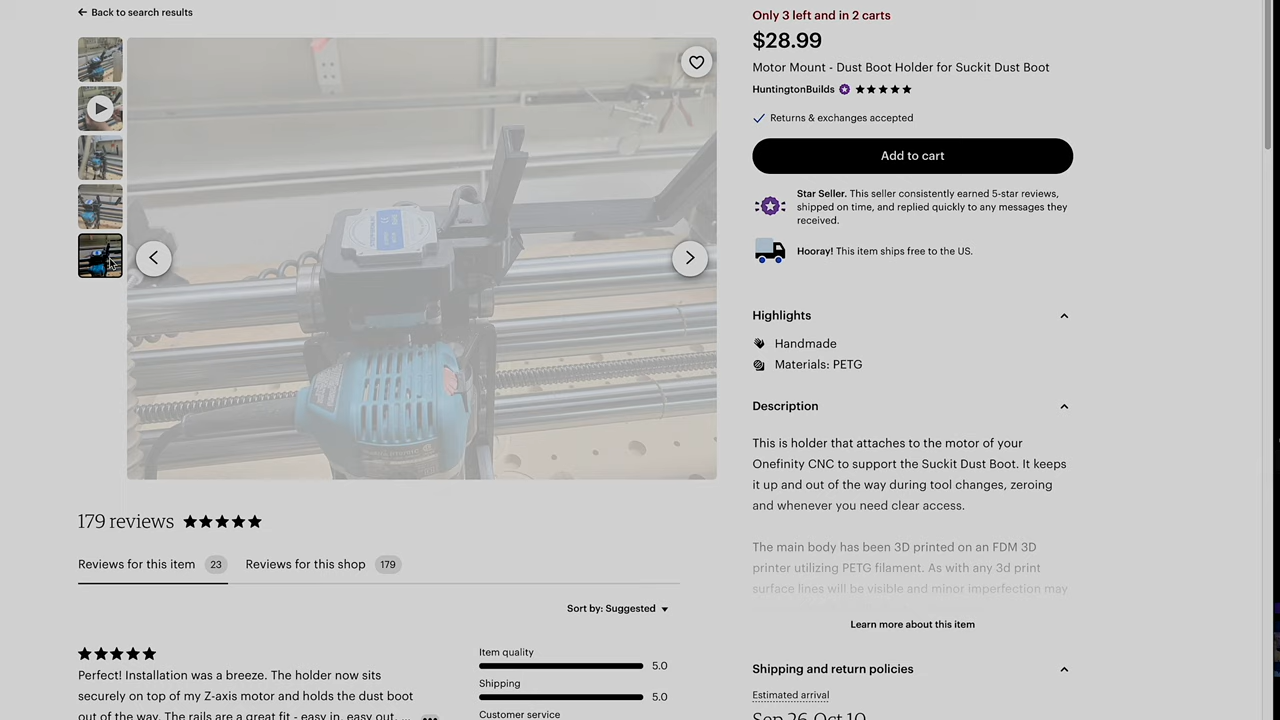 Back to search results
Only 3 left and in 2 carts
$28.99
Motor Mount - Dust Boot Holder for Suckit Dust Boot
HuntingtonBuilds
Returns & exchanges accepted
Add to cart
Star Seller. This seller consistently earned 5-star reviews,
shipped on time, and replied quickly to any messages they
received.
Hooray! This item ships free to the US.
Highlights
Handmade
Materials: PETG
Description
This is holder that attaches to the motor of your
Onefinity CNC to support the Suckit Dust Boot. It keeps
it up and out of the way during tool changes, zeroing
and whenever you need clear access.
The main body has been 3D printed on an FDM 3D
printer utilizing PETG filament. As with any 3d print
surface lines will be visible and minor imperfection may
Learn more about this item
Shipping and return policies
Estimated arrival
Sep 26-Oct 10
179 reviews
Reviews for this item 23 Reviews for this shop 179
Sort by: Suggested
Perfect! Installation was a breeze. The holder now sits
securely on top of my Z-axis motor and holds the dust boot
out of the way. The rails are a great fit - easy in, easy out. ...
Item quality
5.0
Shipping
5.0
Customer service